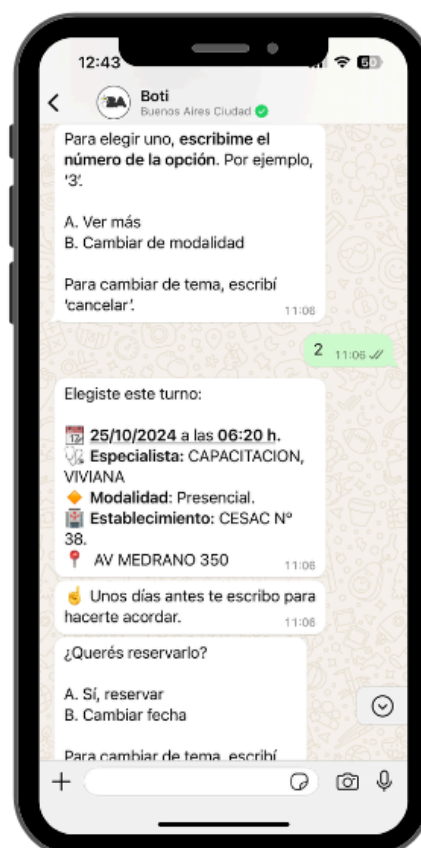 12:43
50
BA
Boti
Buenos Aires Ciudad
Para elegir uno, escribime el
número de la opción. Por ejemplo,
'3'.
A. Ver más
B. Cambiar de modalidad
Para cambiar de tema, escribí
'cancelar'.
11:06
2 11:06
Elegiste este turno:
25/10/2024 a las 06:20 h.
Especialista: CAPACITACION,
VIVIANA
Modalidad: Presencial.
Establecimiento: CESAC N°
38.
AV MEDRANO 350
11:06
Unos días antes te escribo para
hacerte acordar.
11:06
¿Querés reservarlo?
A. Sí, reservar
B. Cambiar fecha
Para cambiar de tema, escribí